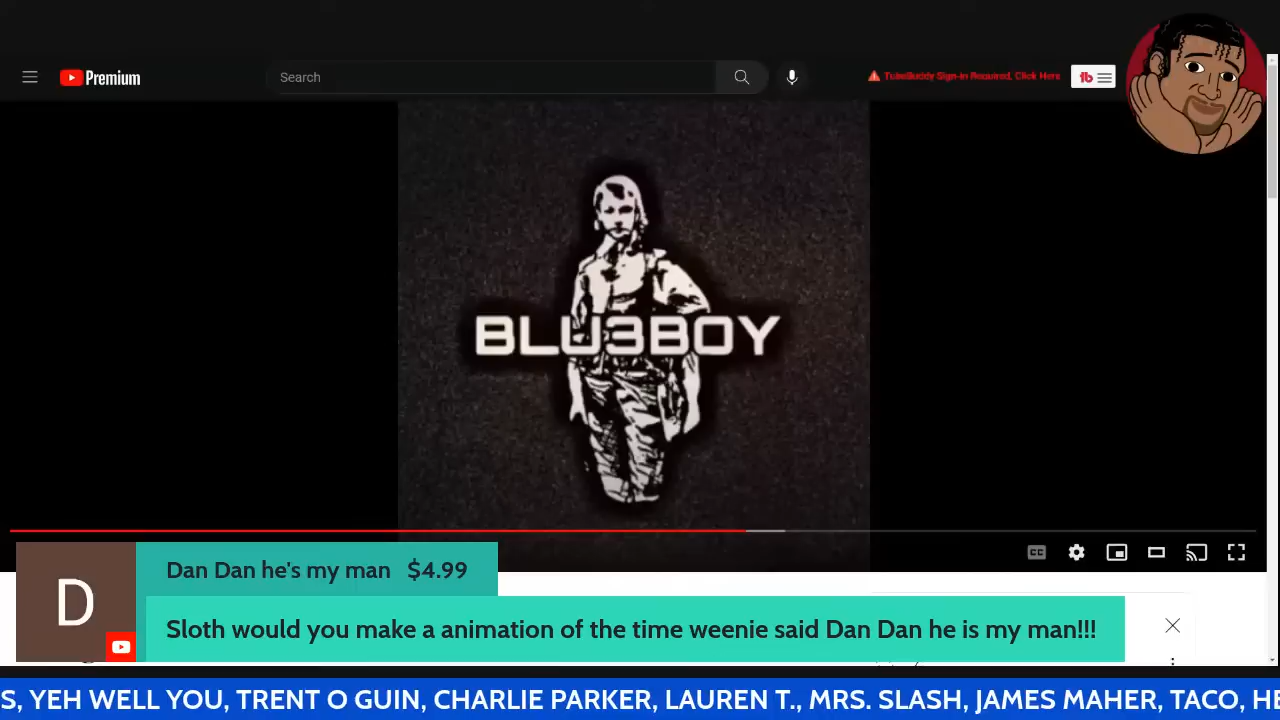 Premium
Search
TubeBuddy Sign-in Required, Click Here
tb
BLU3BOY
CC
Dan Dan he's my man $4.99
D
Sloth would you make a animation of the time weenie said Dan Dan he is my man!!!
S, YEH WELL YOU, TRENT O GUIN, CHARLIE PARKER, LAUREN T., MRS. SLASH, JAMES MAHER, TACO, HE